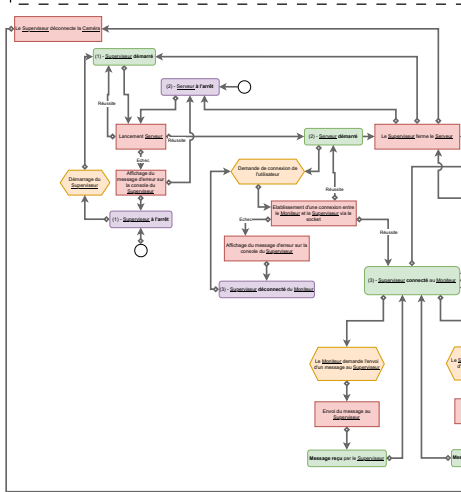 Le Superviseur déconnecte la Caméra
(1) - Superviseur démarré
(2) - Serveur à l'arrêt
Réussite
Lancement Serveur
Réussite
(2) - Serveur démarré
Le Superviseur ferme le Serveur
Echec
Démarrage du
Superviseur
Affichage du
message d'erreur sur
la console du
Superviseur
Demande de connexion de
l'utilisateur
Réussite
(1) - Superviseur à l'arrêt
Etablissement d'une connexion entre
le Moniteur et le Superviseur via le
socket
Echec
Réussite
Affichage du message d'erreur sur la
console du Superviseur
(3) - Superviseur déconnecté du Moniteur
(3) - Superviseur connecté au Moniteur
Le Moniteur demande l'envoi
d'un message au Superviseur
Envoi du message au
Superviseur
Message reçu par le Superviseur